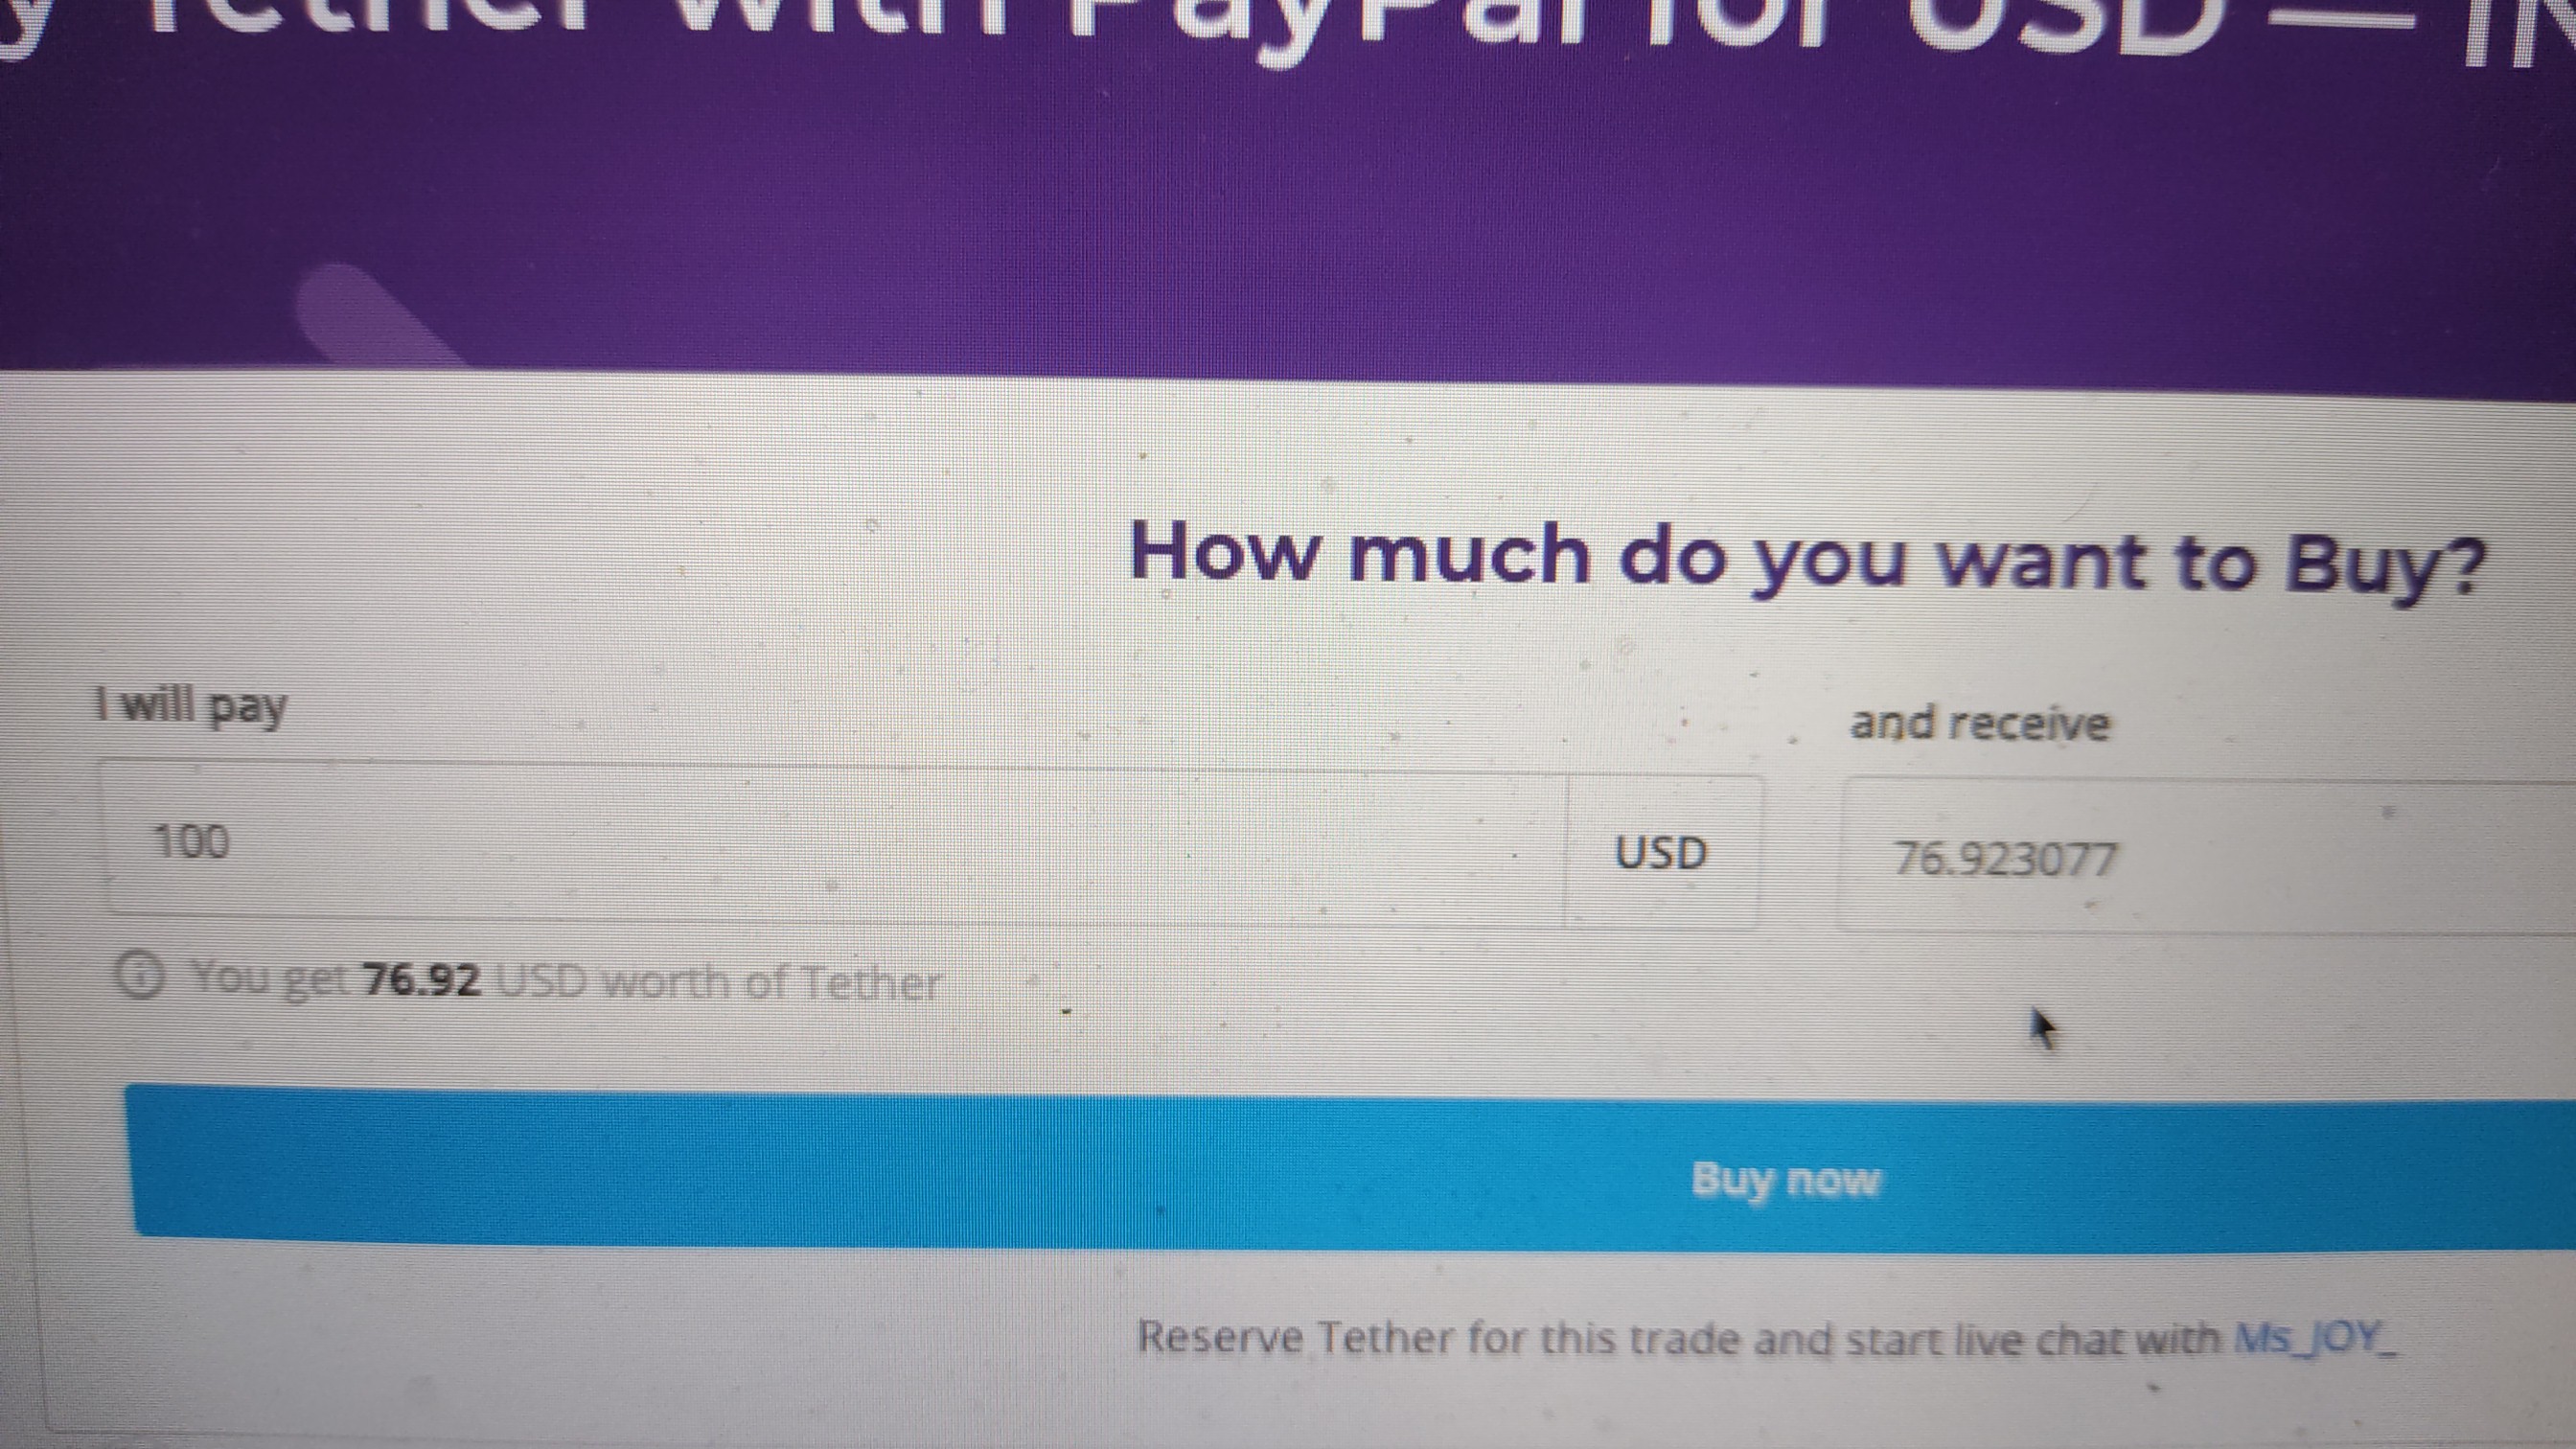 y Tether with PayPal for USD — IN
How much do you want to Buy?
I will pay
and receive
100
USD
76.923077
You get 76.92 USD worth of Tether
Buy now
Reserve Tether for this trade and start live chat with Ms_JOY_